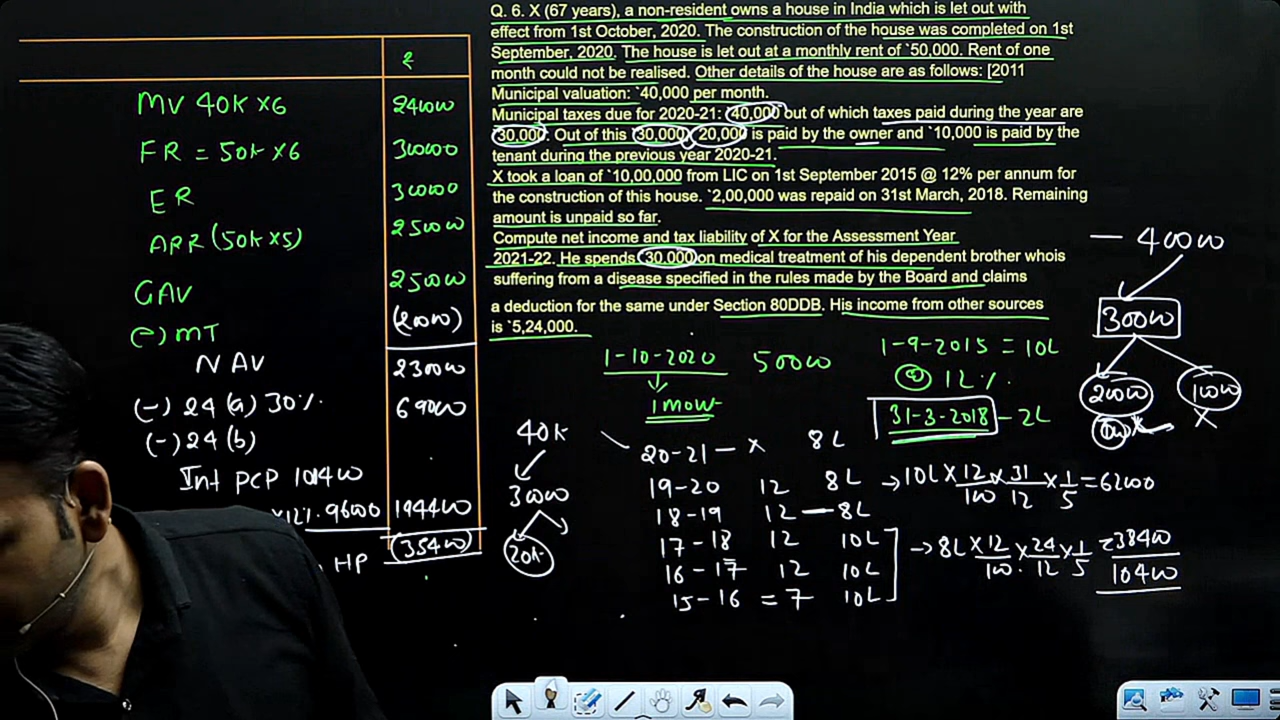 Q. 6. X (67 years), a non-resident owns a house in India which is let out with
effect from 1st October, 2020. The construction of the house was completed on 1st
September, 2020. The house is let out at a monthly rent of `50,000. Rent of one
month could not be realised. Other details of the house are as follows: [2011
Municipal valuation: `40,000 per month.
Municipal taxes due for 2020-21: `40,000 out of which taxes paid during the year are
`30,000. Out of this `30,000, `20,000 is paid by the owner and `10,000 is paid by the
tenant during the previous year 2020-21.
X took a loan of `10,00,000 from LIC on 1st September 2015 @ 12% per annum for
the construction of this house. `2,00,000 was repaid on 31st March, 2018. Remaining
amount is unpaid so far.
Compute net income and tax liability of X for the Assessment Year
2021-22. He spends `30,000 on medical treatment of his dependent brother whois
suffering from a disease specified in the rules made by the Board and claims
a deduction for the same under Section 80DDB. His income from other sources
is `5,24,000.
₹
MV 40K x6 240000
FR = 50K x6 300000
ER 300000
ARR (50K x5) 250000
GAV 250000
(-) MT (20000)
NAV 230000
(-) 24(a) 30% 69000
(-) 24(b)
Int PCP 101400
x12% 96000 194400
HP (35400)
1-10-2020 50000
1 mow
40K
30000
20K
20-21 — x 8L
19-20 12 8L
18-19 12 — 8L
17-18 12 10L
16-17 12 10L
15-16 = 7 10L
1-9-2015 = 10L
@ 12%
31-3-2018 — 2L
→ 10L x 12/100 x 31/12 x 1/5 = 62000
→ 8L x 12/100 x 24/12 x 1/5 = 38400
10400
— 40000
30000
20000 10000
x